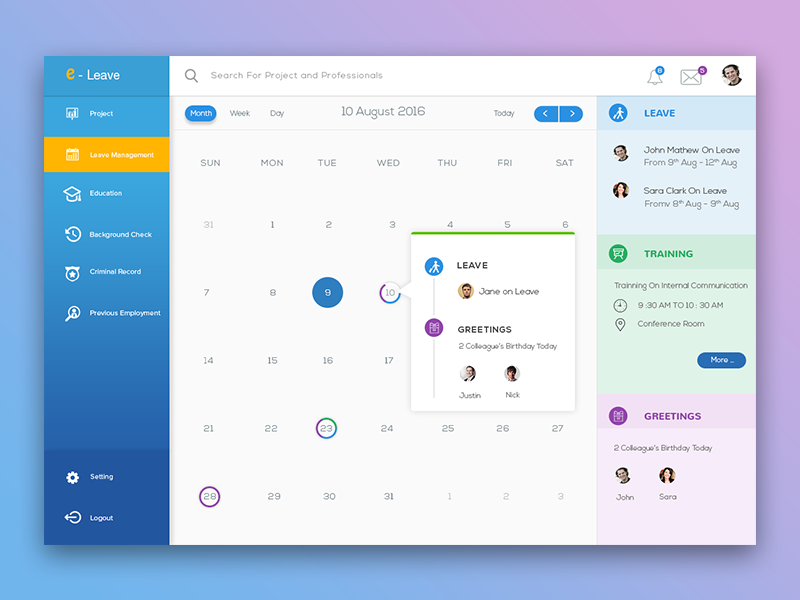 e - Leave
Search For Project and Professionals
8
5
Project
Leave Management
Education
Background Check
Criminal Record
Previous Employment
Setting
Logout
Month Week Day 10 August 2016 Today < >
SUN MON TUE WED THU FRI SAT
31 1 2 3 4 5 6
7 8 9 10
14 15 16 17
21 22 23 24 25 26 27
28 29 30 31 1 2 3
LEAVE
Jane on Leave
GREETINGS
2 Colleague's Birthday Today
Justin Nick
LEAVE
John Mathew On Leave
From 9th Aug - 12th Aug
Sara Clark On Leave
Fromv 8th Aug - 9th Aug
TRAINING
Trainning On Internal Communication
9 :30 AM TO 10 : 30 AM
Conference Room
More ...
GREETINGS
2 Colleague's Birthday Today
John Sara